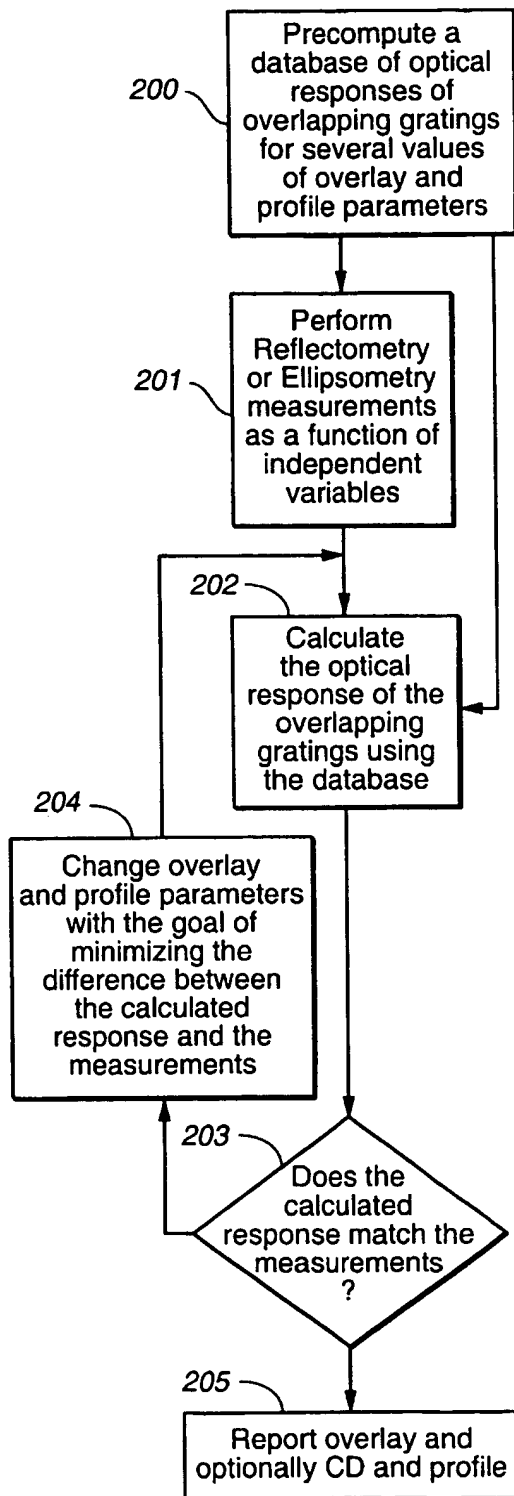 200
Precompute a
database of optical
responses of
overlapping gratings
for several values
of overlay and
profile parameters
201
Perform
Reflectometry
or Ellipsometry
measurements
as a function of
independent
variables
202
Calculate
the optical
response of the
overlapping
gratings using
the database
204
Change overlay
and profile parameters
with the goal of
minimizing the
difference between
the calculated
response and the
measurements
203
Does the
calculated
response match the
measurements
?
205
Report overlay and
optionally CD and profile